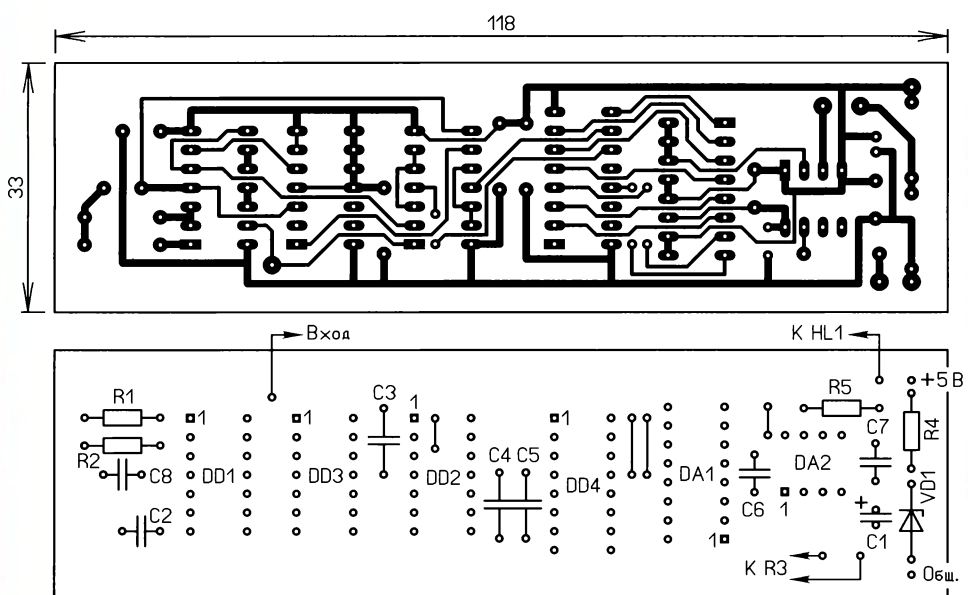 118
33
Вход
К HL1
+5 В
R1
1
1
C3
1
1
R5
C7
R4
R2
C8
DD1
DD3
DD2
C4 C5
DD4
DA1
DA2
VD1
C2
C6
1
+
C1
1
К R3
Общ.